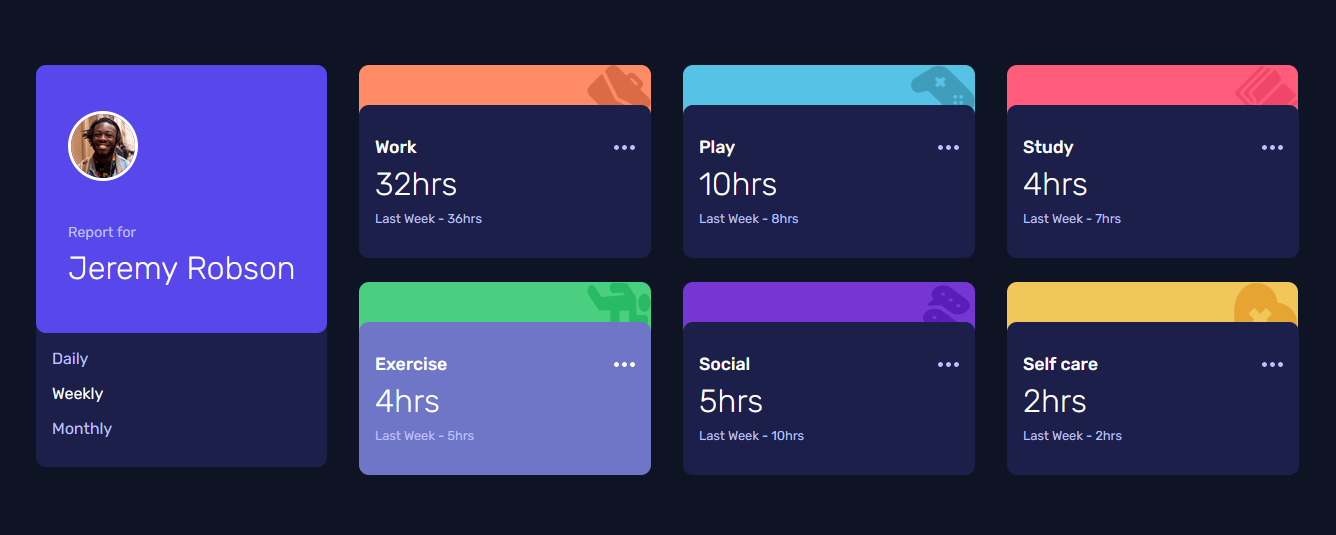 Report for
Jeremy Robson
Daily
Weekly
Monthly
Work
32hrs
Last Week - 36hrs
Play
10hrs
Last Week - 8hrs
Study
4hrs
Last Week - 7hrs
Exercise
4hrs
Last Week - 5hrs
Social
5hrs
Last Week - 10hrs
Self care
2hrs
Last Week - 2hrs